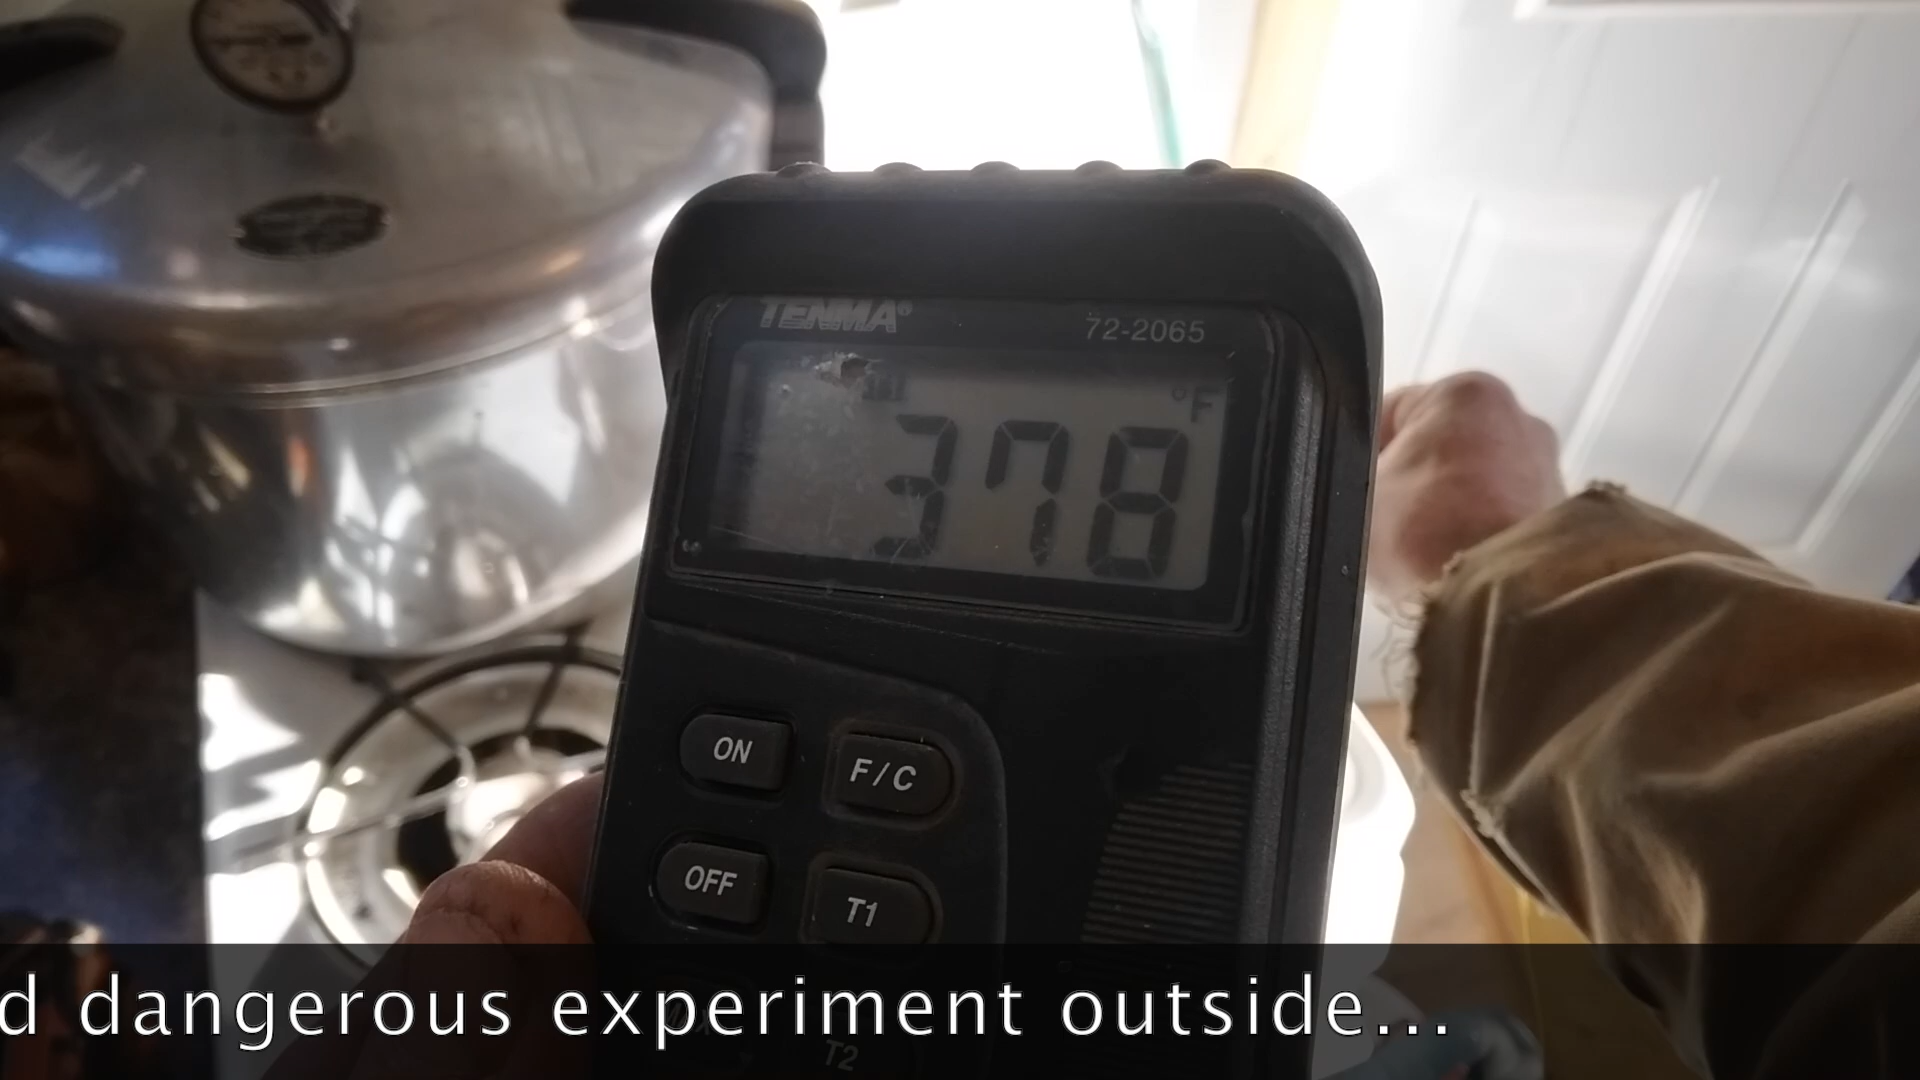 TENMA®
72-2065
°F
378
ON
F/C
OFF
T1
T2
d dangerous experiment outside...